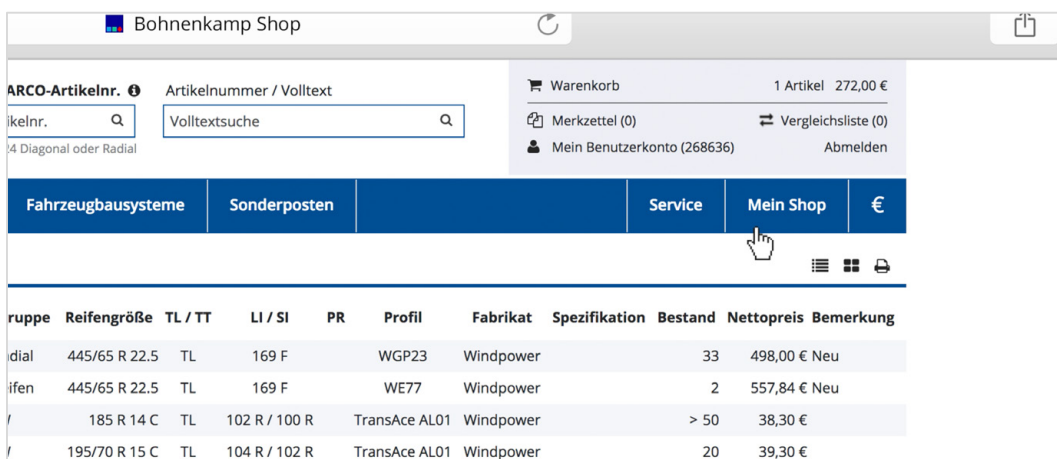 Bohnenkamp Shop
ARCO-Artikelnr. Artikelnummer / Volltext
ikelnr. Volltextsuche
24 Diagonal oder Radial
Warenkorb 1 Artikel 272,00 €
Merkzettel (0) Vergleichsliste (0)
Mein Benutzerkonto (268636) Abmelden
Fahrzeugbausysteme Sonderposten Service Mein Shop €
ruppe Reifengröße TL / TT LI / SI PR Profil Fabrikat Spezifikation Bestand Nettopreis Bemerkung
dial 445/65 R 22.5 TL 169 F WGP23 Windpower 33 498,00 € Neu
eifen 445/65 R 22.5 TL 169 F WE77 Windpower 2 557,84 € Neu
185 R 14 C TL 102 R / 100 R TransAce AL01 Windpower > 50 38,30 €
195/70 R 15 C TL 104 R / 102 R TransAce AL01 Windpower 20 39,30 €